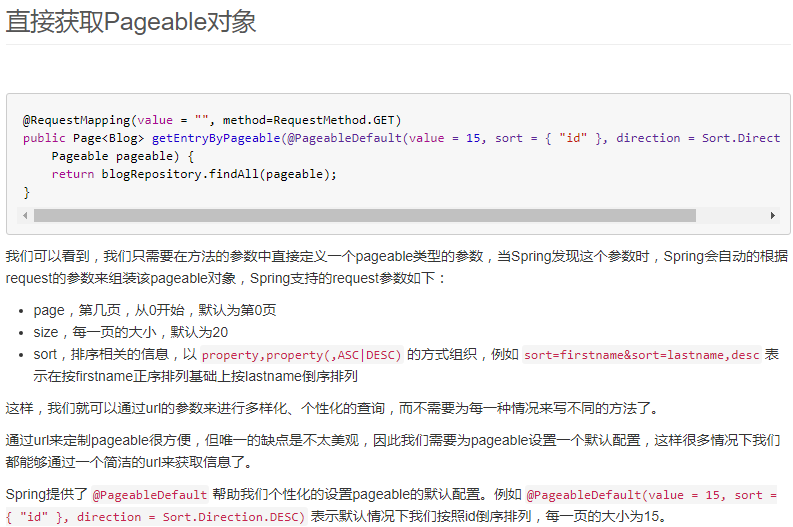 直接获取Pageable对象
@RequestMapping(value = "", method=RequestMethod.GET)
public Page<Blog> getEntryByPageable(@PageableDefault(value = 15, sort = { "id" }, direction = Sort.Direct
Pageable pageable) {
return blogRepository.findAll(pageable);
}
我们可以看到，我们只需要在方法的参数中直接定义一个pageable类型的参数，当Spring发现这个参数时，Spring会自动的根据
request的参数来组装该pageable对象，Spring支持的request参数如下：
• page，第几页，从0开始，默认为第0页
• size，每一页的大小，默认为20
• sort，排序相关的信息，以 property,property(,ASC|DESC) 的方式组织，例如 sort=firstname&sort=lastname,desc 表
示在按firstname正序排列基础上按lastname倒序排列
这样，我们就可以通过url的参数来进行多样化、个性化的查询，而不需要为每一种情况来写不同的方法了。
通过url来定制pageable很方便，但唯一的缺点是不太美观，因此我们需要为pageable设置一个默认配置，这样很多情况下我们
都能够通过一个简洁的url来获取信息了。
Spring提供了 @PageableDefault 帮助我们个性化的设置pageable的默认配置。例如 @PageableDefault(value = 15, sort =
{ "id" }, direction = Sort.Direction.DESC) 表示默认情况下我们按照id倒序排列，每一页的大小为15。